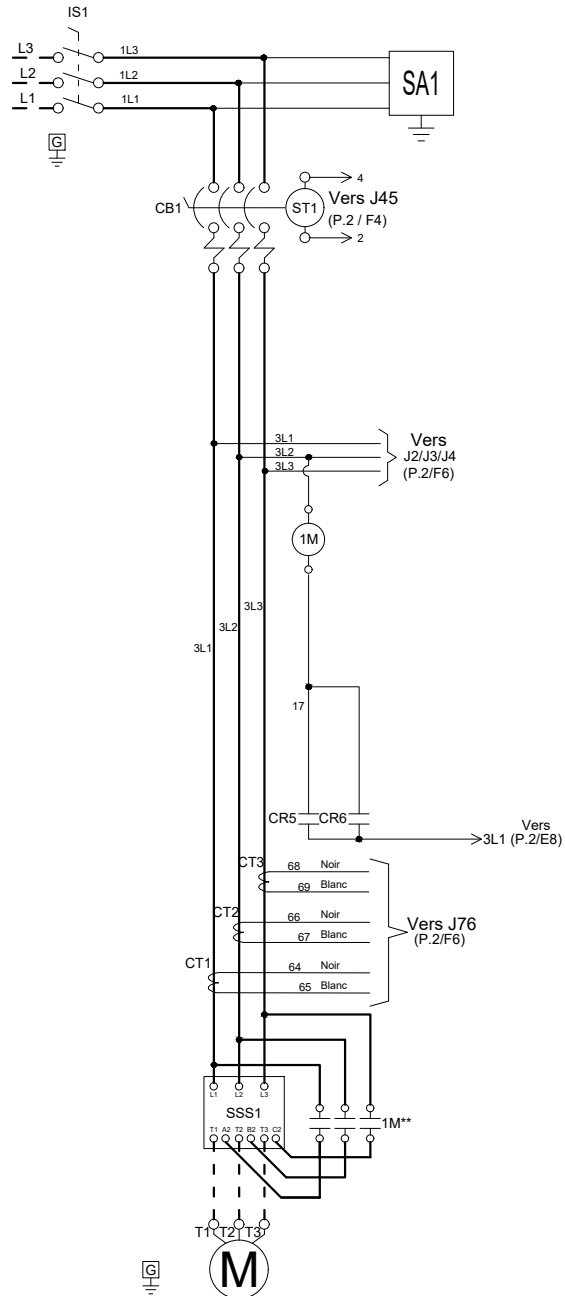 IS1
L3
1L3
L2
1L2
L1
1L1
SA1
G
4
CB1
ST1
Vers J45
(P.2 / F4)
2
3L1
3L2
3L3
Vers
J2/J3/J4
(P.2/F6)
1M
3L3
3L2
3L1
17
CR5
CR6
Vers
3L1 (P.2/E8)
CT3
68 Noir
69 Blanc
CT2
66 Noir
67 Blanc
Vers J76
(P.2/F6)
CT1
64 Noir
65 Blanc
L1 L2 L3
SSS1
1M**
T1 A2 T2 B2 T3 C2
T1 T2 T3
G
M